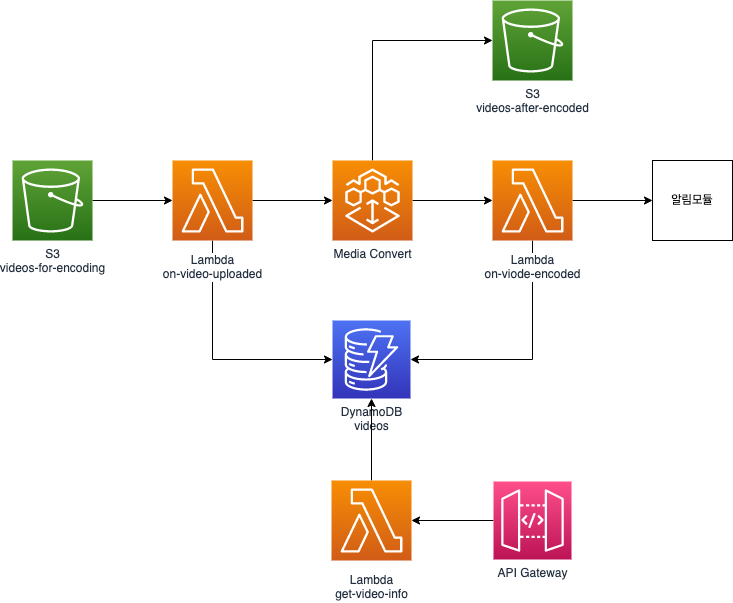 S3
videos-after-encoded
S3
videos-for-encoding
Lambda
on-video-uploaded
Media Convert
Lambda
on-viode-encoded
알림모듈
DynamoDB
videos
Lambda
get-video-info
API Gateway